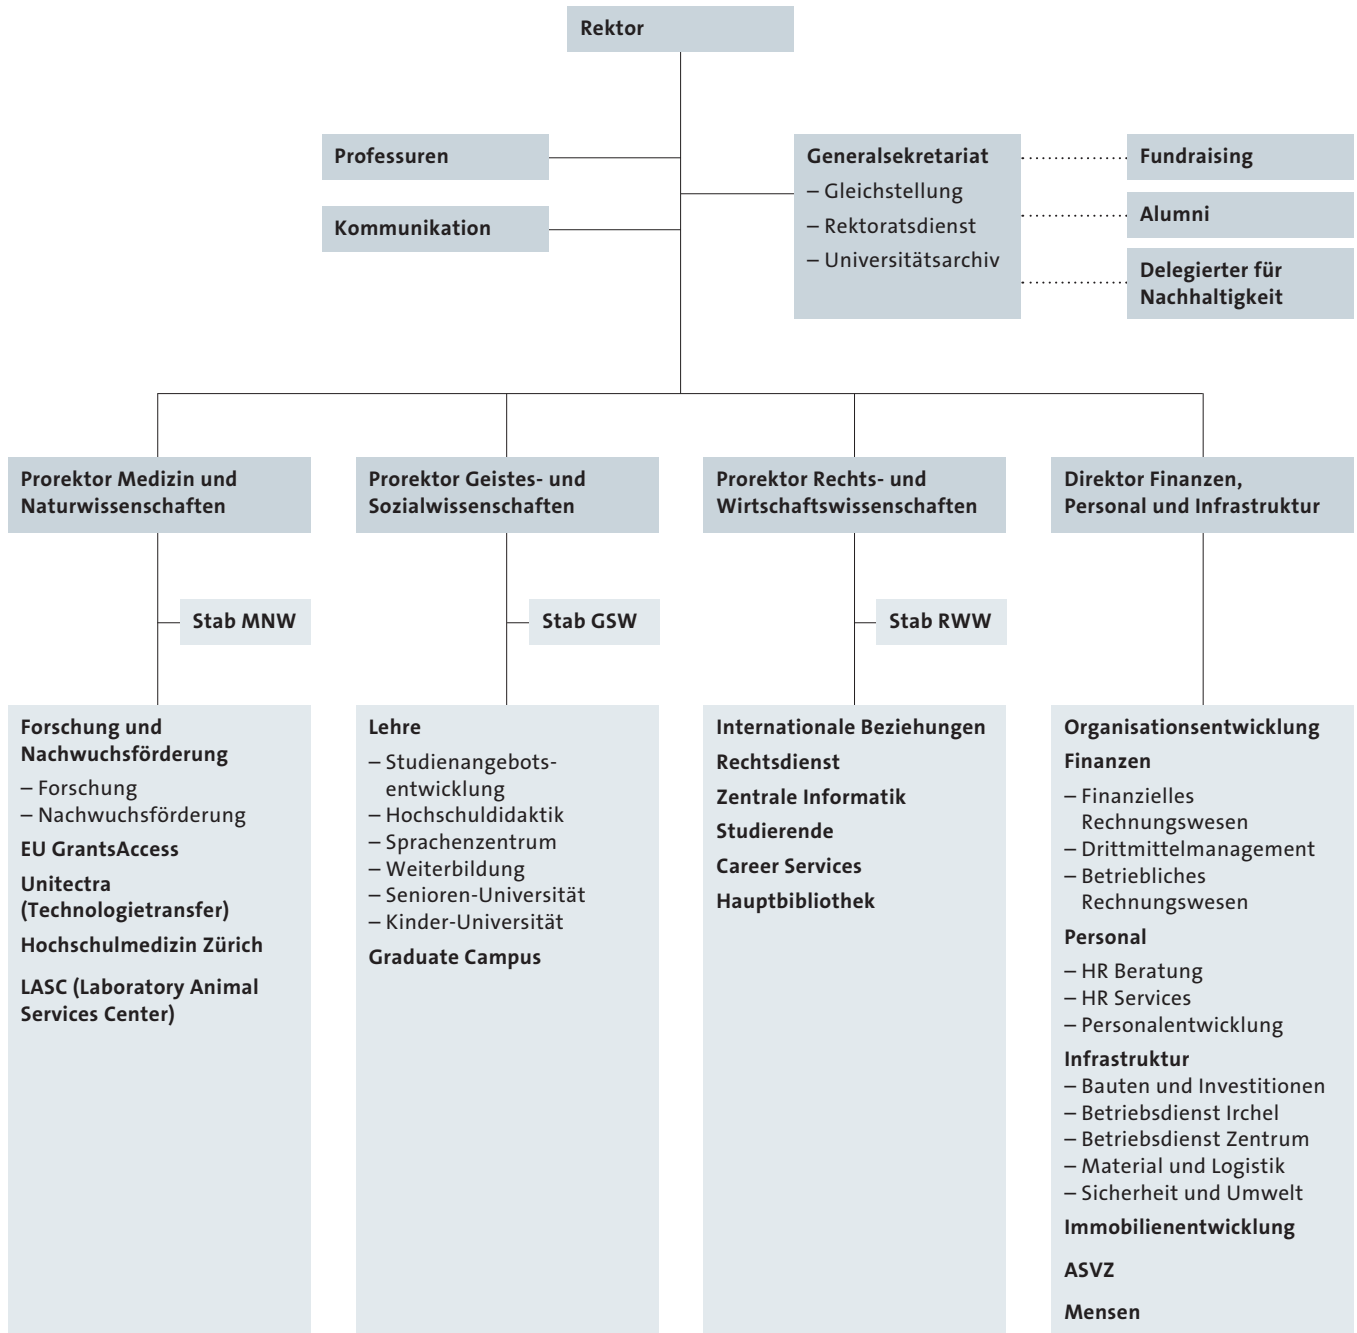 Rektor
Professuren
Kommunikation
Generalsekretariat
– Gleichstellung
– Rektoratsdienst
– Universitätsarchiv
Fundraising
Alumni
Delegierter für
Nachhaltigkeit
Prorektor Medizin und
Naturwissenschaften
Prorektor Geistes- und
Sozialwissenschaften
Prorektor Rechts- und
Wirtschaftswissenschaften
Direktor Finanzen,
Personal und Infrastruktur
Stab MNW
Stab GSW
Stab RWW
Forschung und
Nachwuchsförderung
– Forschung
– Nachwuchsförderung
EU GrantsAccess
Unitectra
(Technologietransfer)
Hochschulmedizin Zürich
LASC (Laboratory Animal
Services Center)
Lehre
– Studienangebots-
entwicklung
– Hochschuldidaktik
– Sprachenzentrum
– Weiterbildung
– Senioren-Universität
– Kinder-Universität
Graduate Campus
Internationale Beziehungen
Rechtsdienst
Zentrale Informatik
Studierende
Career Services
Hauptbibliothek
Organisationsentwicklung
Finanzen
– Finanzielles
Rechnungswesen
– Drittmittelmanagement
– Betriebliches
Rechnungswesen
Personal
– HR Beratung
– HR Services
– Personalentwicklung
Infrastruktur
– Bauten und Investitionen
– Betriebsdienst Irchel
– Betriebsdienst Zentrum
– Material und Logistik
– Sicherheit und Umwelt
Immobilienentwicklung
ASVZ
Mensen